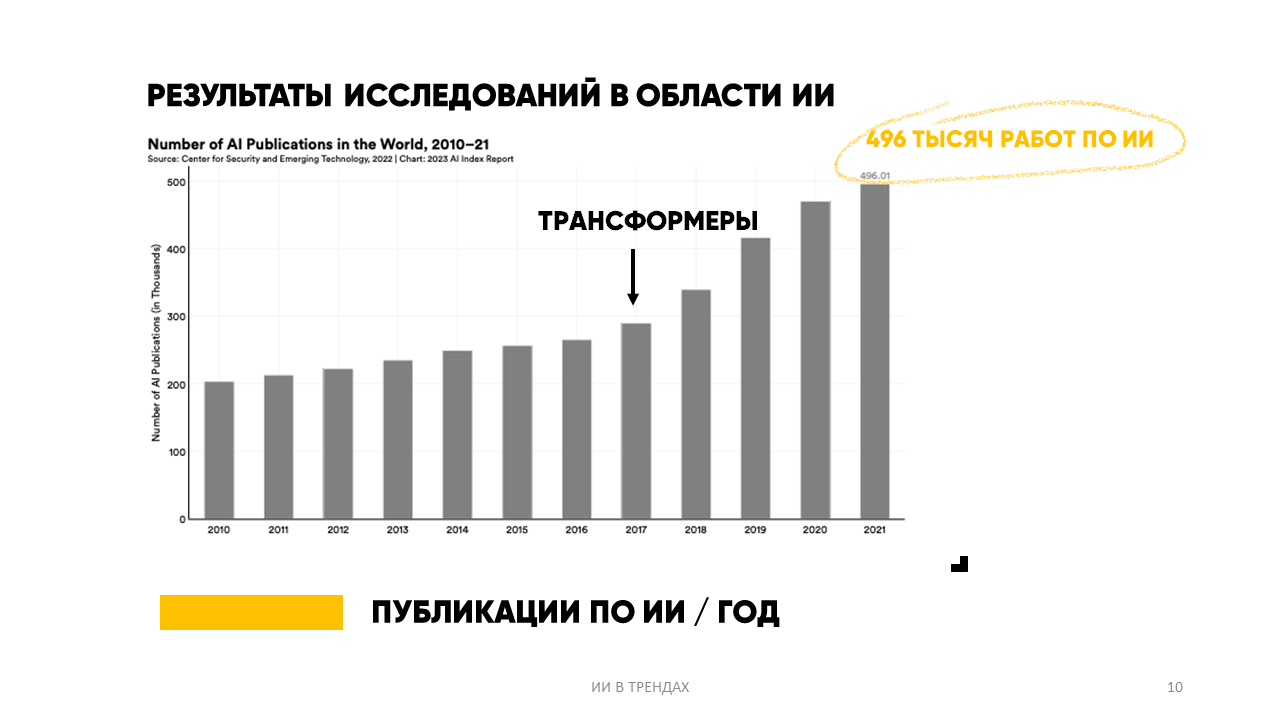 РЕЗУЛЬТАТЫ ИССЛЕДОВАНИЙ В ОБЛАСТИ ИИ
496 ТЫСЯЧ РАБОТ ПО ИИ
Number of AI Publications in the World, 2010–21
Source: Center for Security and Emerging Technology, 2022 | Chart: 2023 AI Index Report
496.01
ТРАНСФОРМЕРЫ
Number of AI Publications (in Thousands)
500
400
300
200
100
0
2010 2011 2012 2013 2014 2015 2016 2017 2018 2019 2020 2021
ПУБЛИКАЦИИ ПО ИИ / ГОД
ИИ В ТРЕНДАХ
10